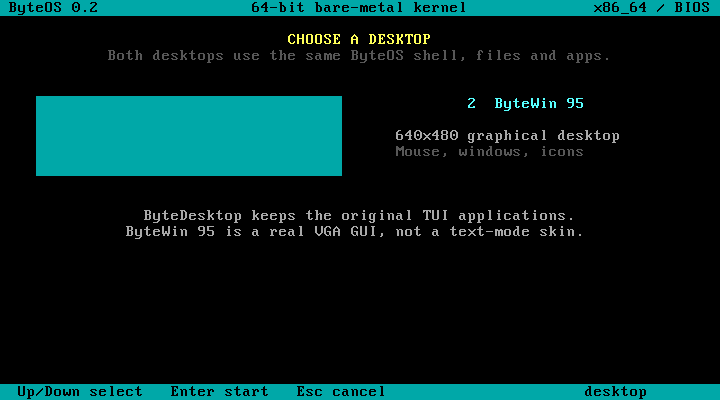 ByteOS 0.2 64-bit bare-metal kernel x86_64 / BIOS
CHOOSE A DESKTOP
Both desktops use the same ByteOS shell, files and apps.
2 ByteWin 95
640x480 graphical desktop
Mouse, windows, icons
ByteDesktop keeps the original TUI applications.
ByteWin 95 is a real VGA GUI, not a text-mode skin.
Up/Down select Enter start Esc cancel desktop